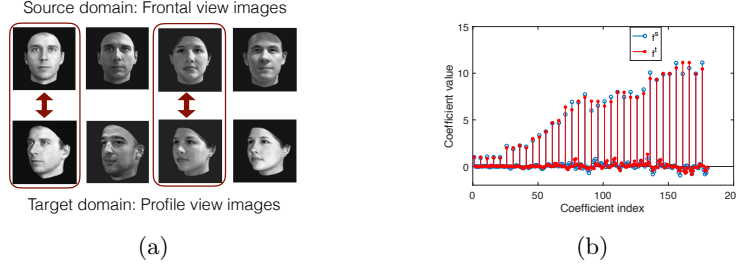 Source domain: Frontal view images
Target domain: Profile view images
(a)
f^s
f^t
Coefficient value
15
10
5
0
0 50 100 150 20
Coefficient index
(b)